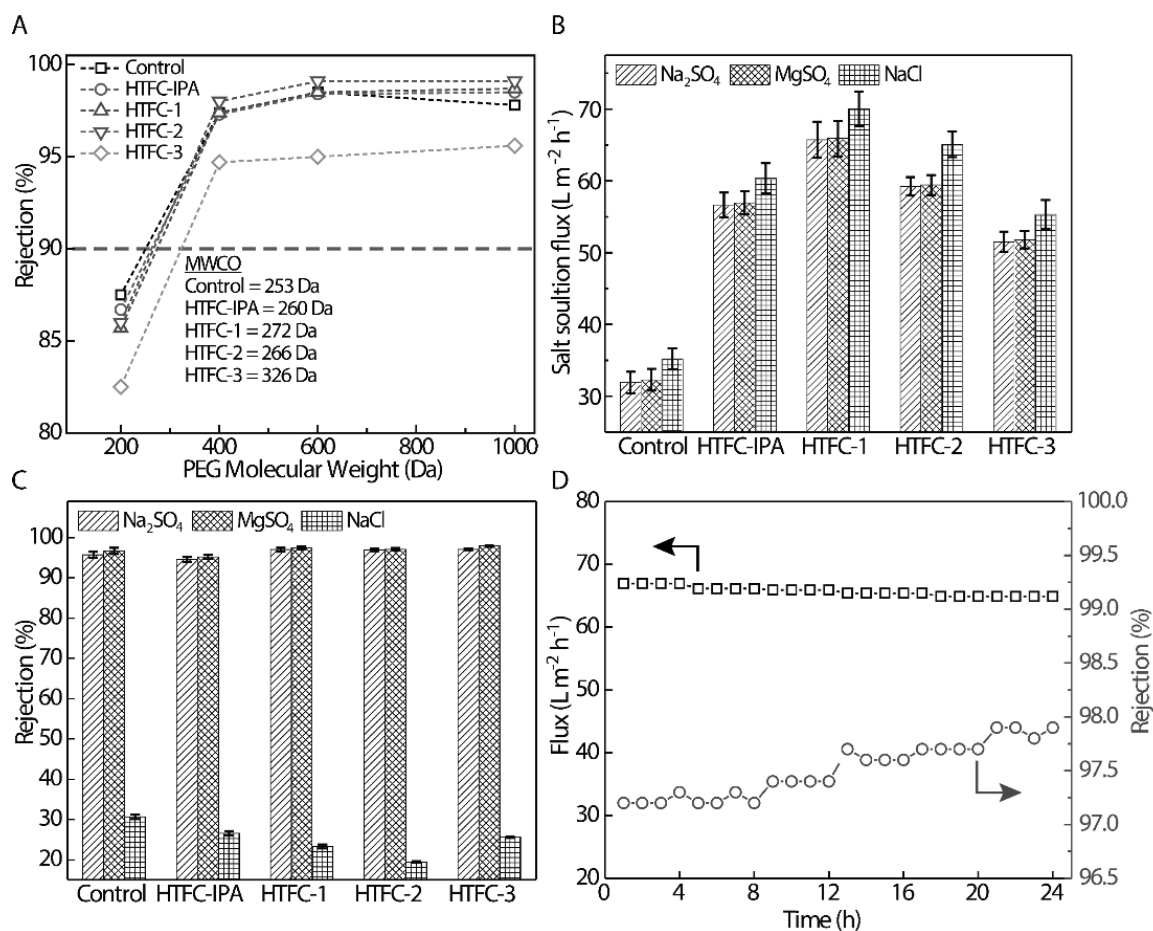 A
100
95
90
85
80
Rejection (%)
Control
HTFC-IPA
HTFC-1
HTFC-2
HTFC-3
MWCO
Control = 253 Da
HTFC-IPA = 260 Da
HTFC-1 = 272 Da
HTFC-2 = 266 Da
HTFC-3 = 326 Da
200 400 600 800 1000
PEG Molecular Weight (Da)
B
Na₂SO₄ MgSO₄ NaCl
70
60
50
40
30
Salt soultion flux (L m⁻² h⁻¹)
Control HTFC-IPA HTFC-1 HTFC-2 HTFC-3
C
Na₂SO₄ MgSO₄ NaCl
100
90
80
70
60
50
40
30
20
Rejection (%)
Control HTFC-IPA HTFC-1 HTFC-2 HTFC-3
D
80
70
60
50
40
30
20
Flux (L m⁻² h⁻¹)
100.0
99.5
99.0
98.5
98.0
97.5
97.0
96.5
Rejection (%)
0 4 8 12 16 20 24
Time (h)